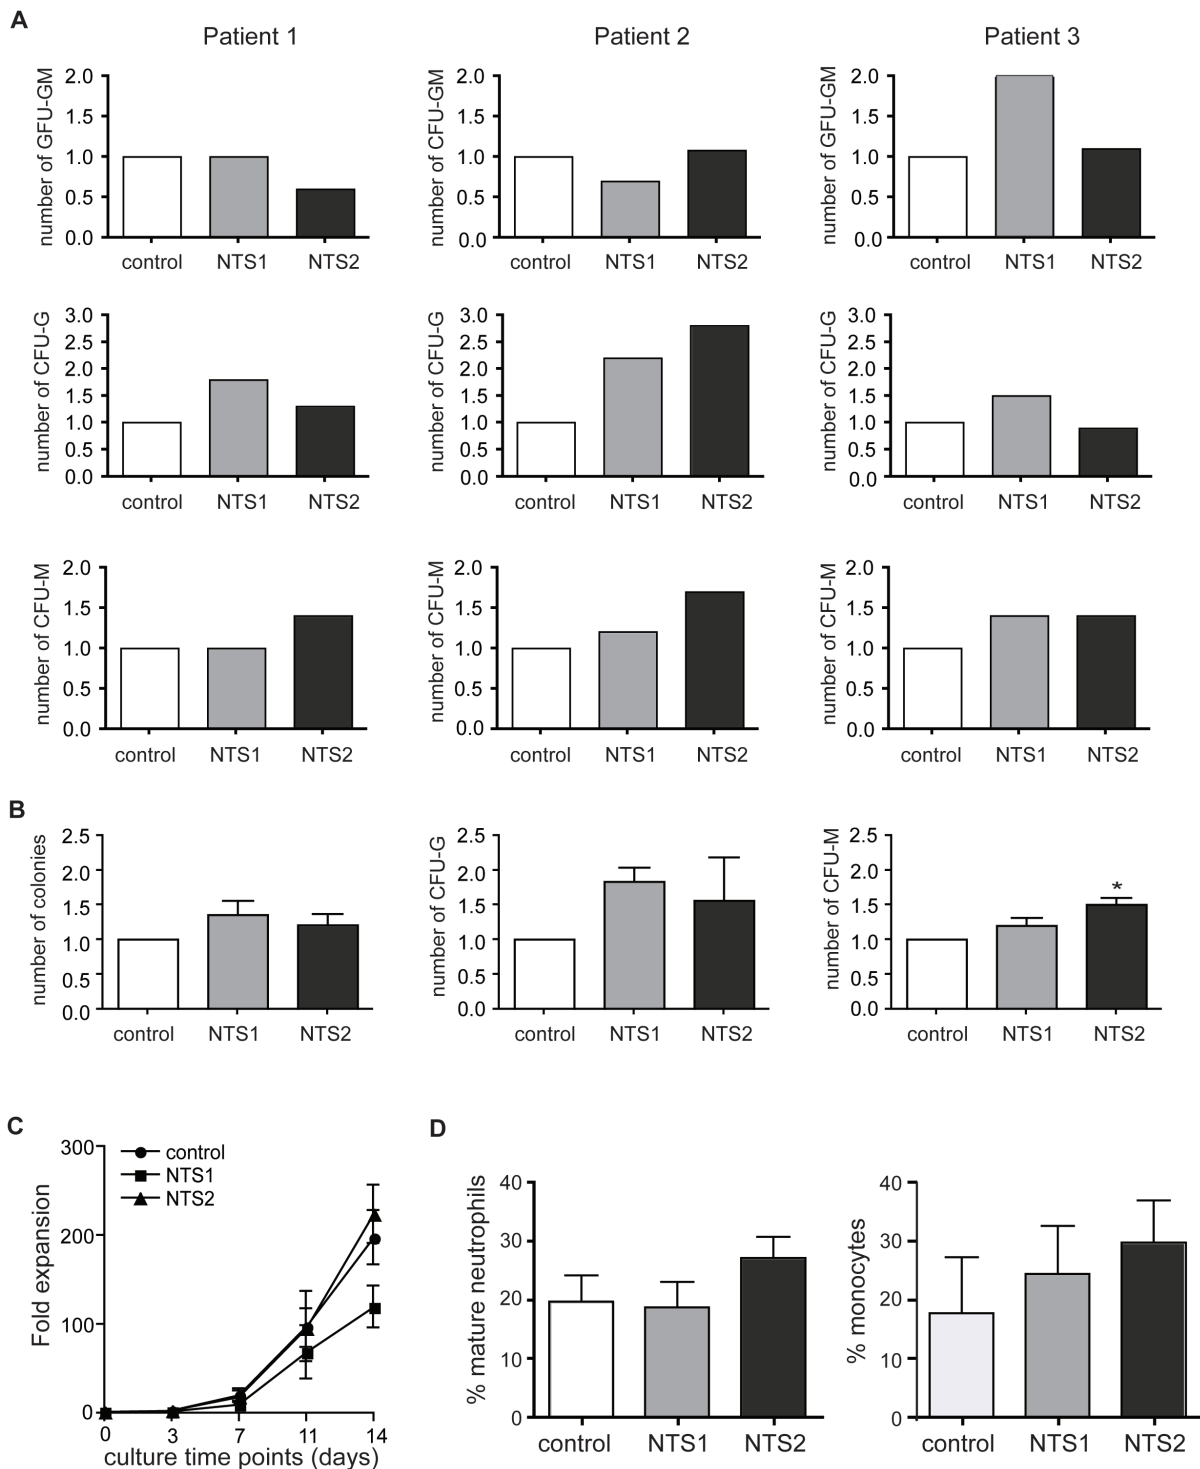 A
Patient 1
Patient 2
Patient 3
number of GFU-GM
2.0
1.5
1.0
0.5
0.0
control NTS1 NTS2
number of CFU-GM
2.0
1.5
1.0
0.5
0.0
control NTS1 NTS2
number of GFU-GM
2.0
1.5
1.0
0.5
0.0
control NTS1 NTS2
number of CFU-G
3.0
2.5
2.0
1.5
1.0
0.5
0.0
control NTS1 NTS2
number of CFU-G
3.0
2.5
2.0
1.5
1.0
0.5
0.0
control NTS1 NTS2
number of CFU-G
3.0
2.5
2.0
1.5
1.0
0.5
0.0
control NTS1 NTS2
number of CFU-M
2.0
1.5
1.0
0.5
0.0
control NTS1 NTS2
number of CFU-M
2.0
1.5
1.0
0.5
0.0
control NTS1 NTS2
number of CFU-M
2.0
1.5
1.0
0.5
0.0
control NTS1 NTS2
B
number of colonies
2.5
2.0
1.5
1.0
0.5
0.0
control NTS1 NTS2
number of CFU-G
2.5
2.0
1.5
1.0
0.5
0.0
control NTS1 NTS2
number of CFU-M
2.5
2.0
1.5
1.0
0.5
0.0
*
control NTS1 NTS2
C
Fold expansion
300
200
100
0
control
NTS1
NTS2
0 3 7 11 14
culture time points (days)
D
% mature neutrophils
40
30
20
10
0
control NTS1 NTS2
% monocytes
40
30
20
10
0
control NTS1 NTS2